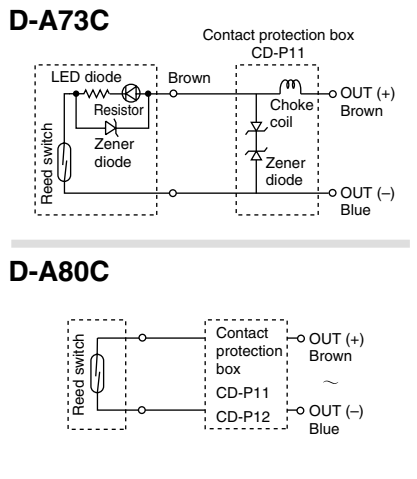 D-A73C
Contact protection box
CD-P11
LED diode
Brown
OUT (+)
Brown
Resistor
Choke
coil
Zener
diode
Reed switch
Zener
diode
OUT (–)
Blue
D-A80C
Reed switch
Contact
protection
box
CD-P11
CD-P12
OUT (+)
Brown
~
OUT (–)
Blue